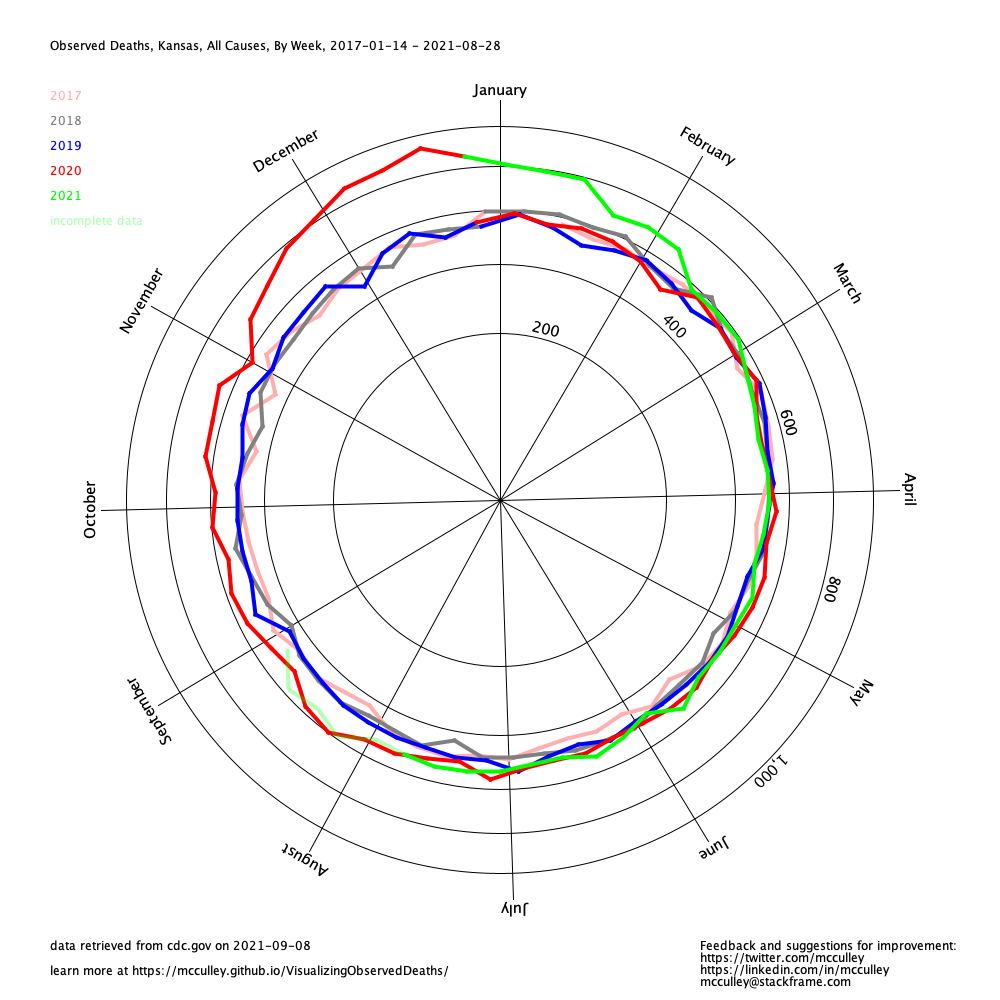 Observed Deaths, Kansas, All Causes, By Week, 2017-01-14 - 2021-08-28
2017
2018
2019
2020
2021
incomplete data
January
February
March
April
May
June
July
August
September
October
November
December
200
400
600
800
1,000
data retrieved from cdc.gov on 2021-09-08
learn more at https://mcculley.github.io/VisualizingObservedDeaths/
Feedback and suggestions for improvement:
https://twitter.com/mcculley
https://linkedin.com/in/mcculley
mcculley@stackframe.com